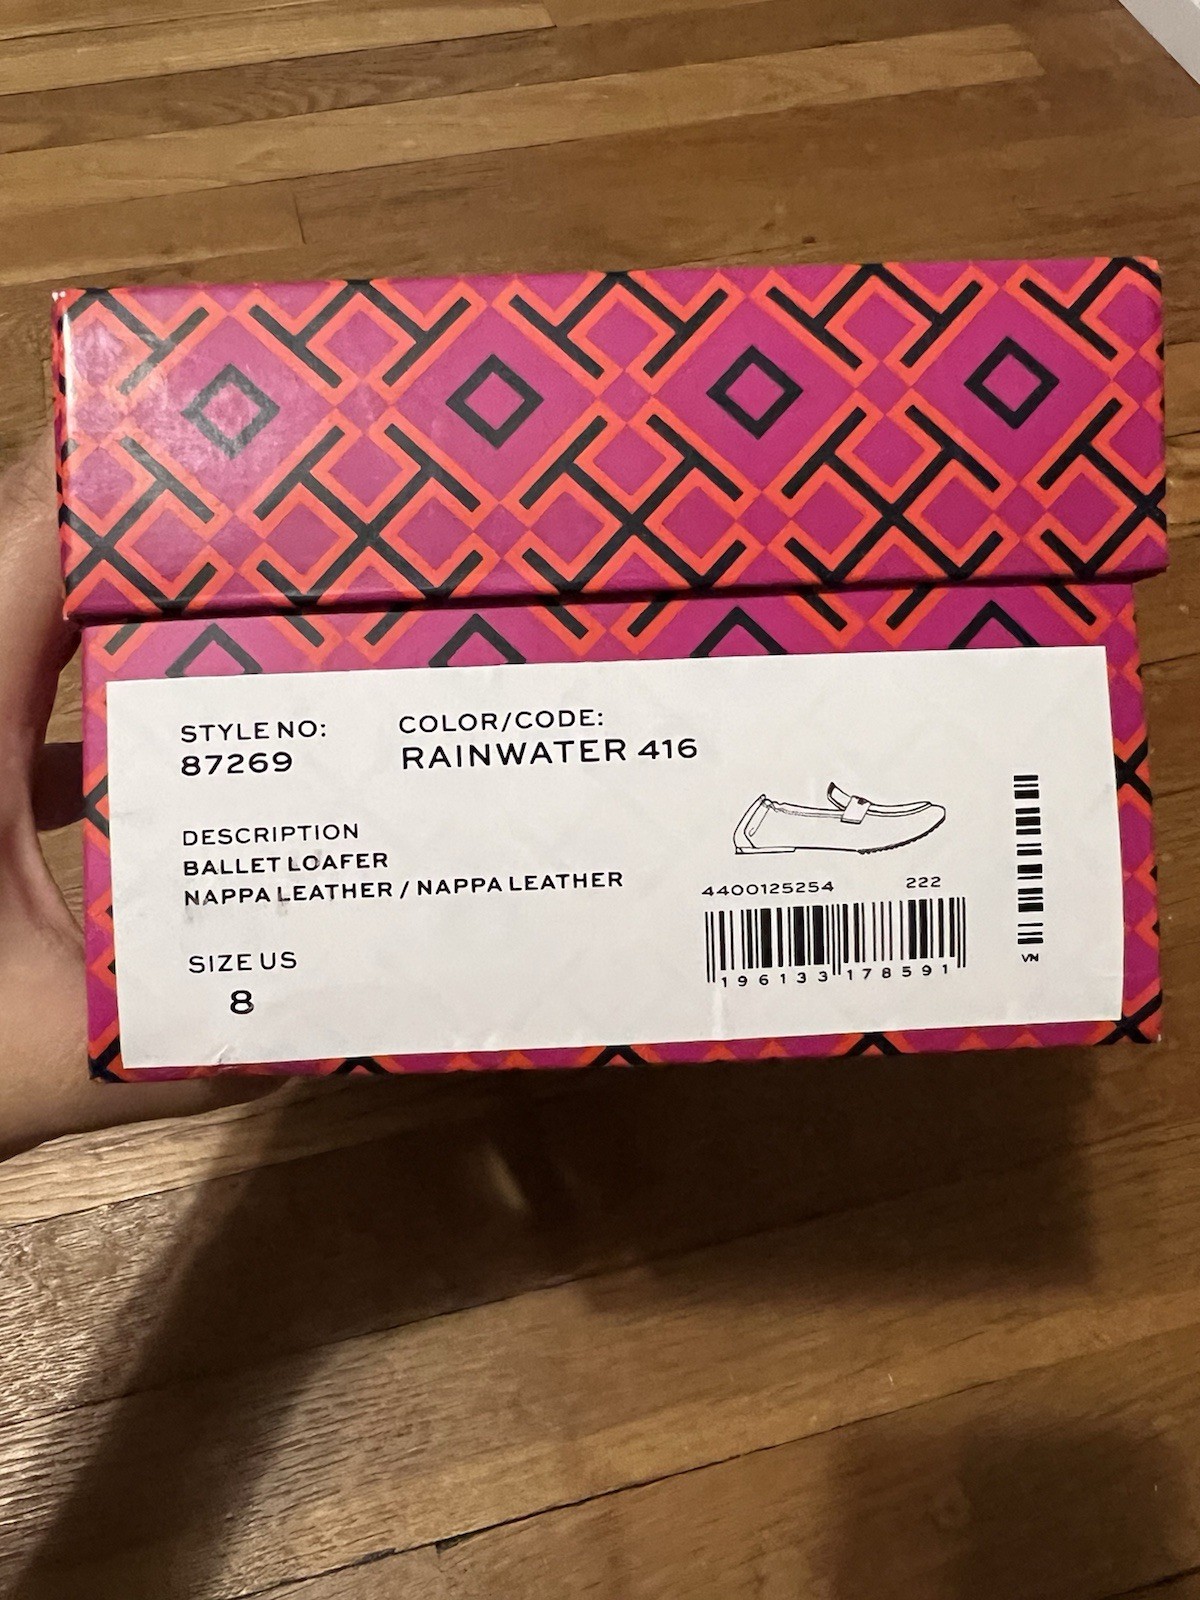 STYLE NO: COLOR/CODE:
87269 RAINWATER 416
DESCRIPTION
BALLET LOAFER
NAPPA LEATHER / NAPPA LEATHER
SIZE US
8
4400125254 222
196133178591
VN